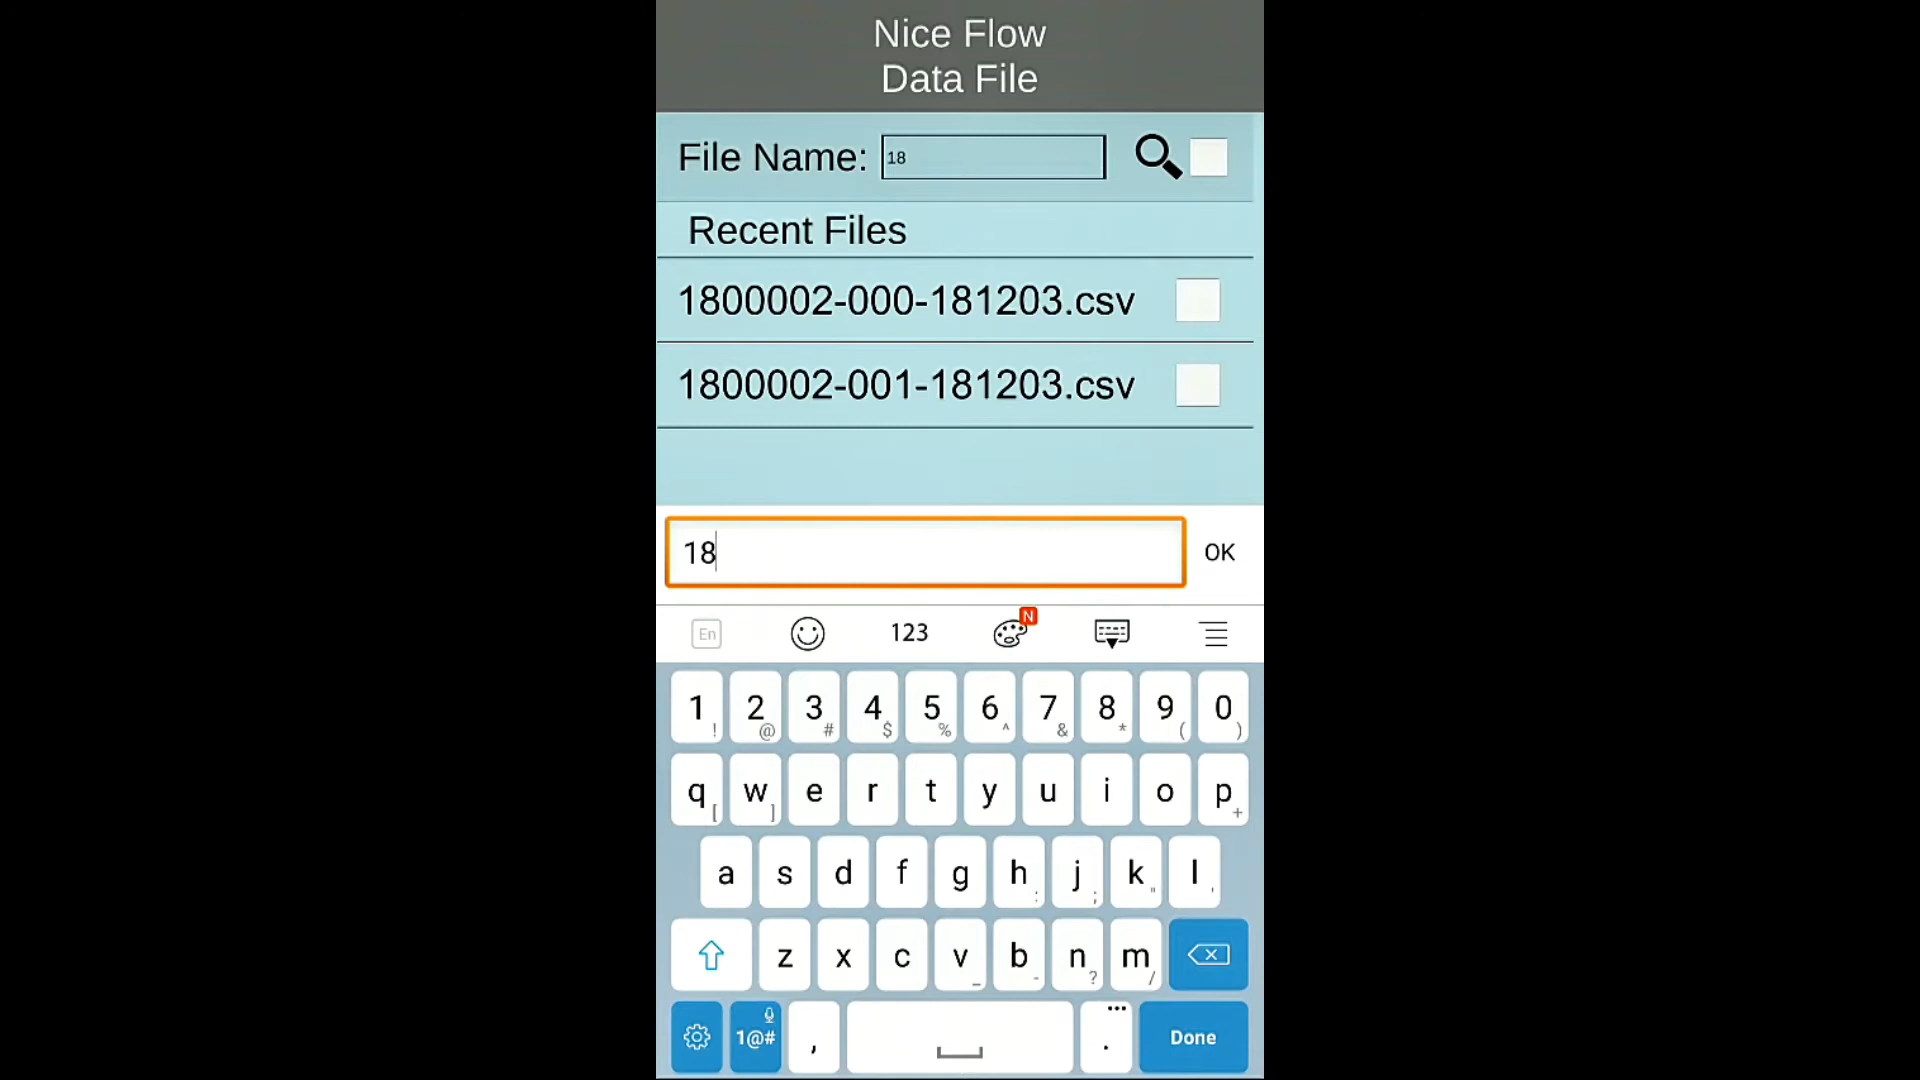 Nice Flow
Data File
File Name: 18
Recent Files
1800002-000-181203.csv
1800002-001-181203.csv
18 OK
En 123 N
1 ! 2 @ 3 # 4 $ 5 % 6 ^ 7 & 8 * 9 ( 0 )
q [ w ] e r t y u i o p +
a s d f g h : j ; k " l '
z x c v _ b - n ? m /
1@# , . ••• Done